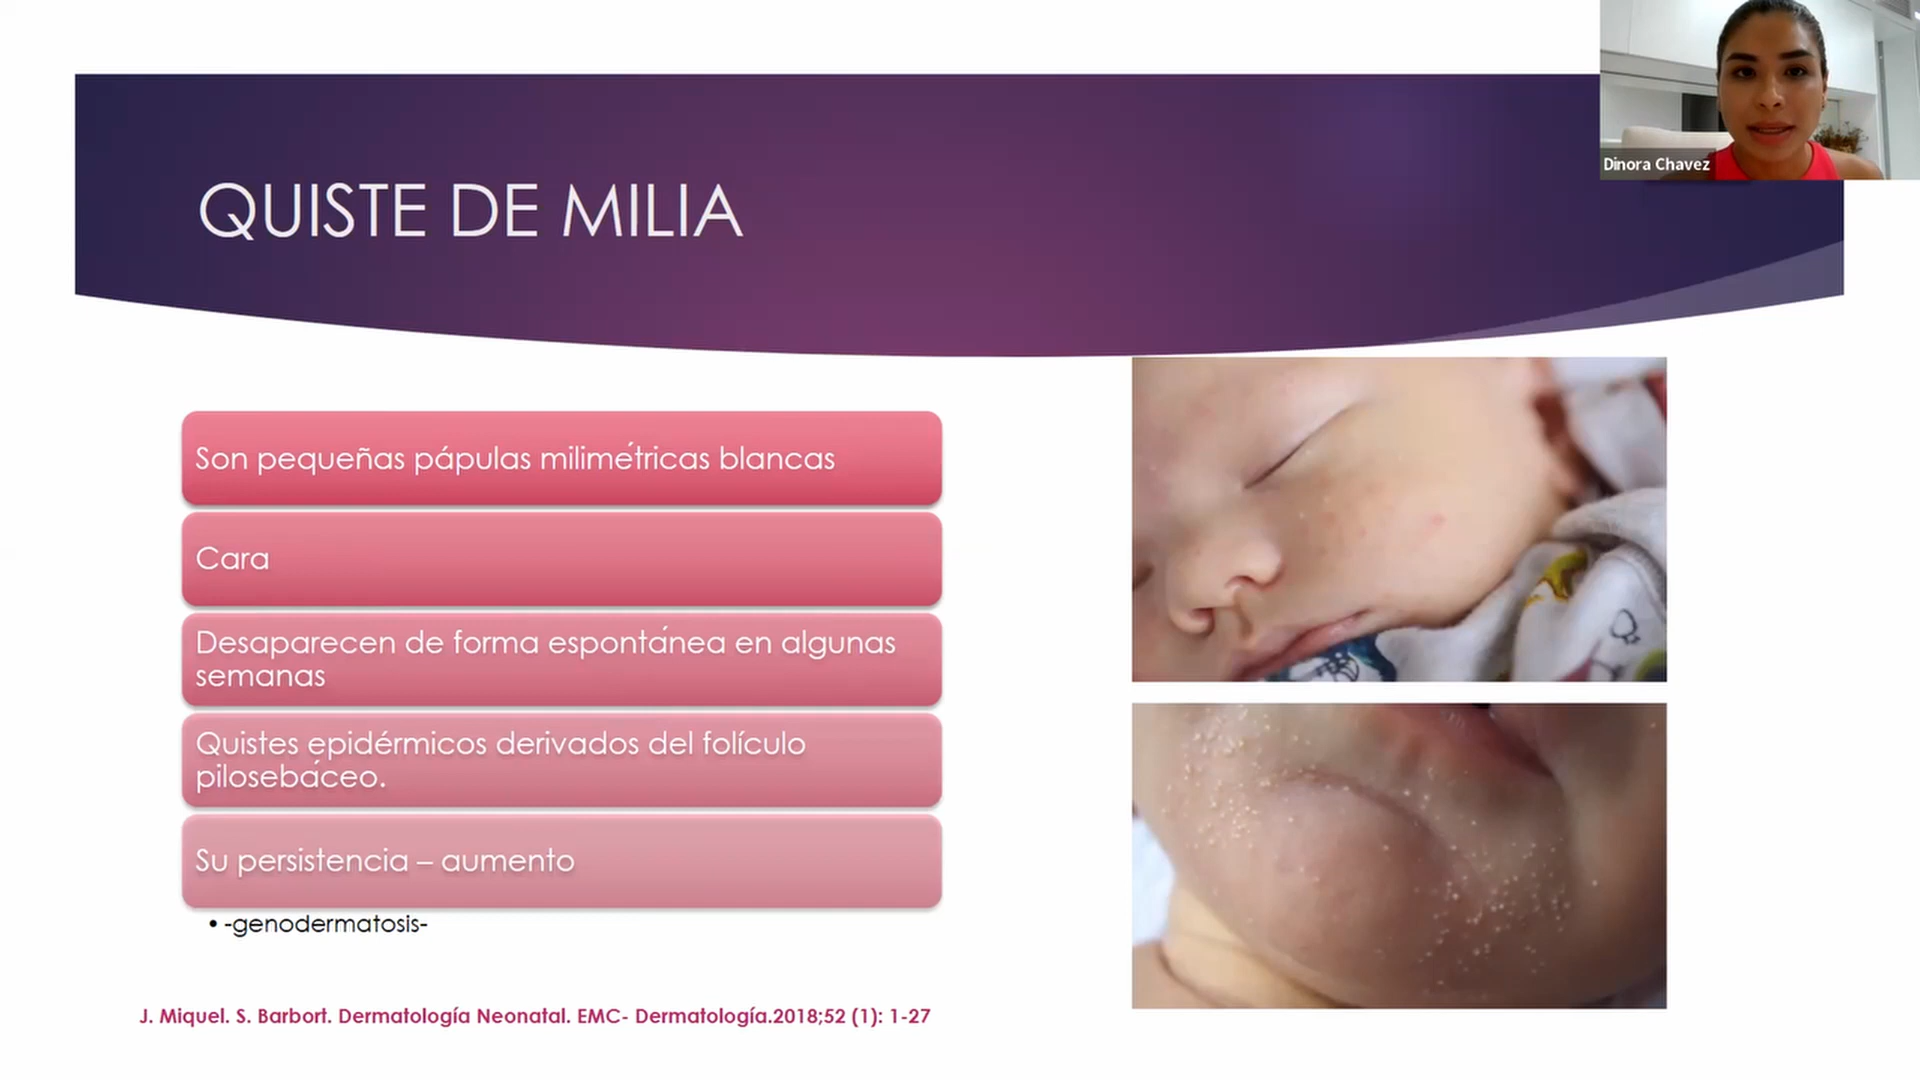 Dinora Chavez
QUISTE DE MILIA
Son pequeñas pápulas milimétricas blancas
Cara
Desaparecen de forma espontánea en algunas
semanas
Quistes epidérmicos derivados del folículo
pilosebáceo.
Su persistencia – aumento
• -genodermatosis-
J. Miquel. S. Barbort. Dermatología Neonatal. EMC- Dermatología.2018;52 (1): 1-27